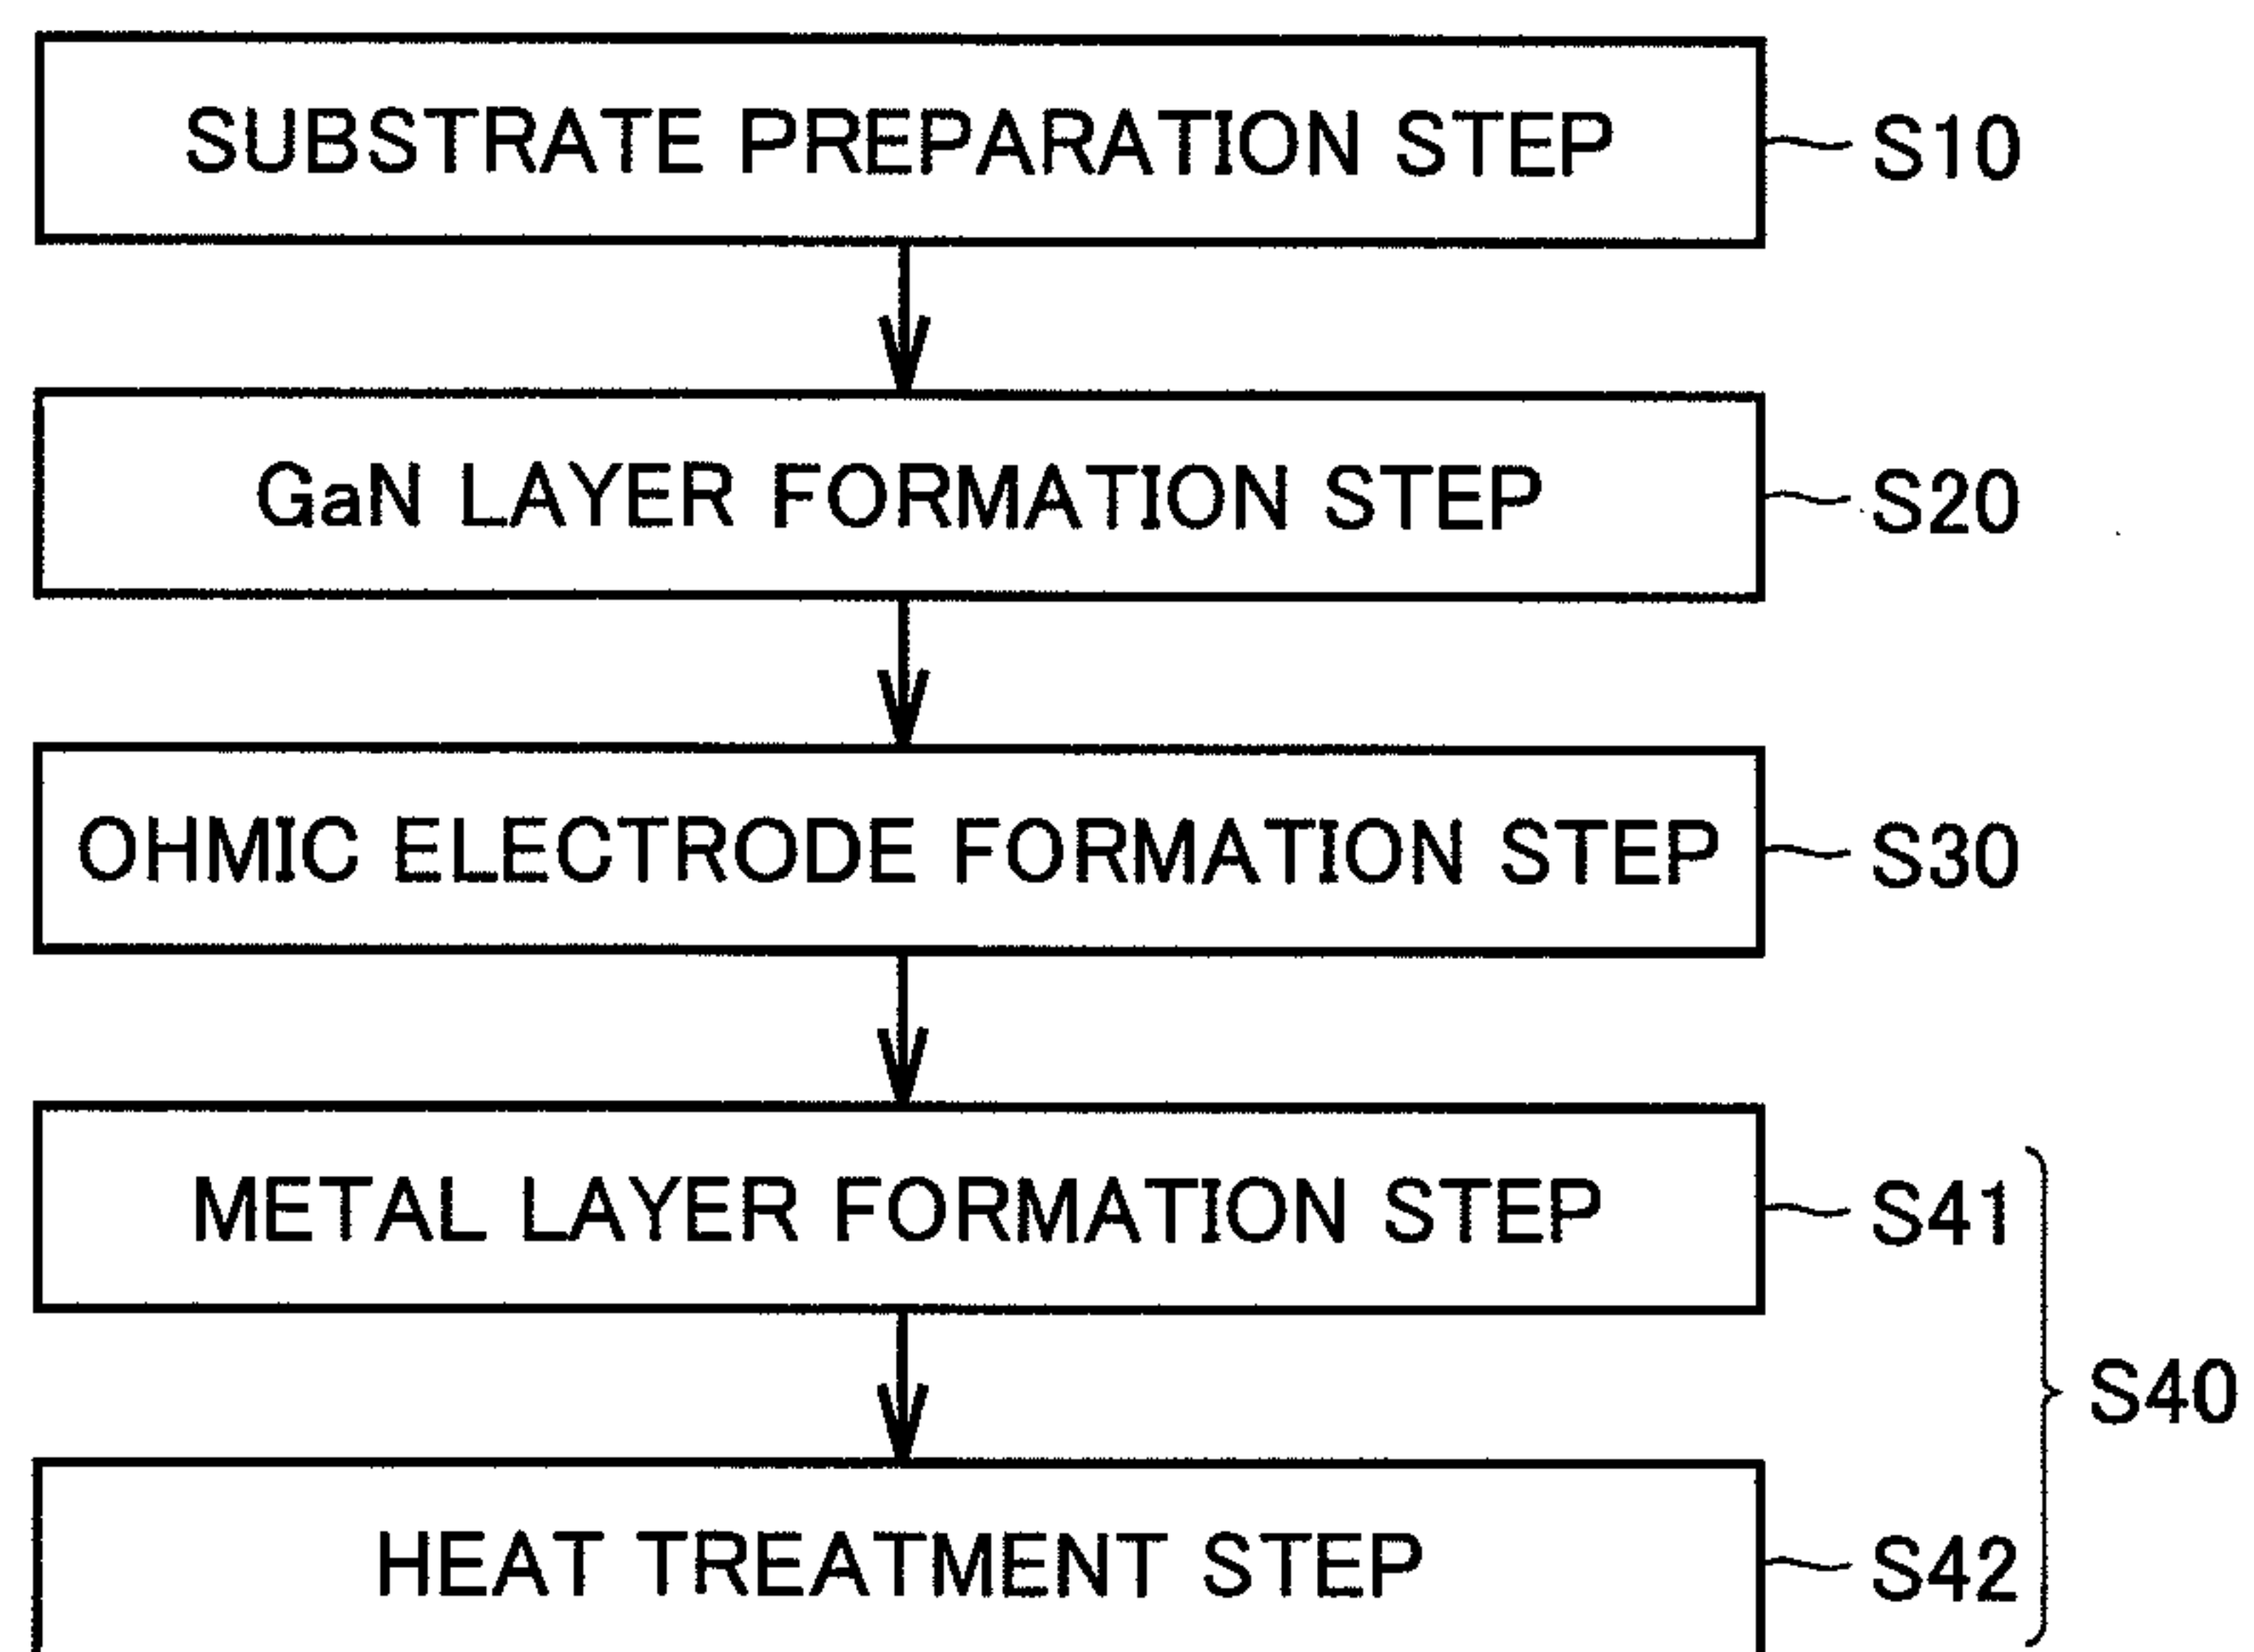 SUBSTRATE PREPARATION STEP S10
GaN LAYER FORMATION STEP S20
OHMIC ELECTRODE FORMATION STEP S30
METAL LAYER FORMATION STEP S41
S40
HEAT TREATMENT STEP S42